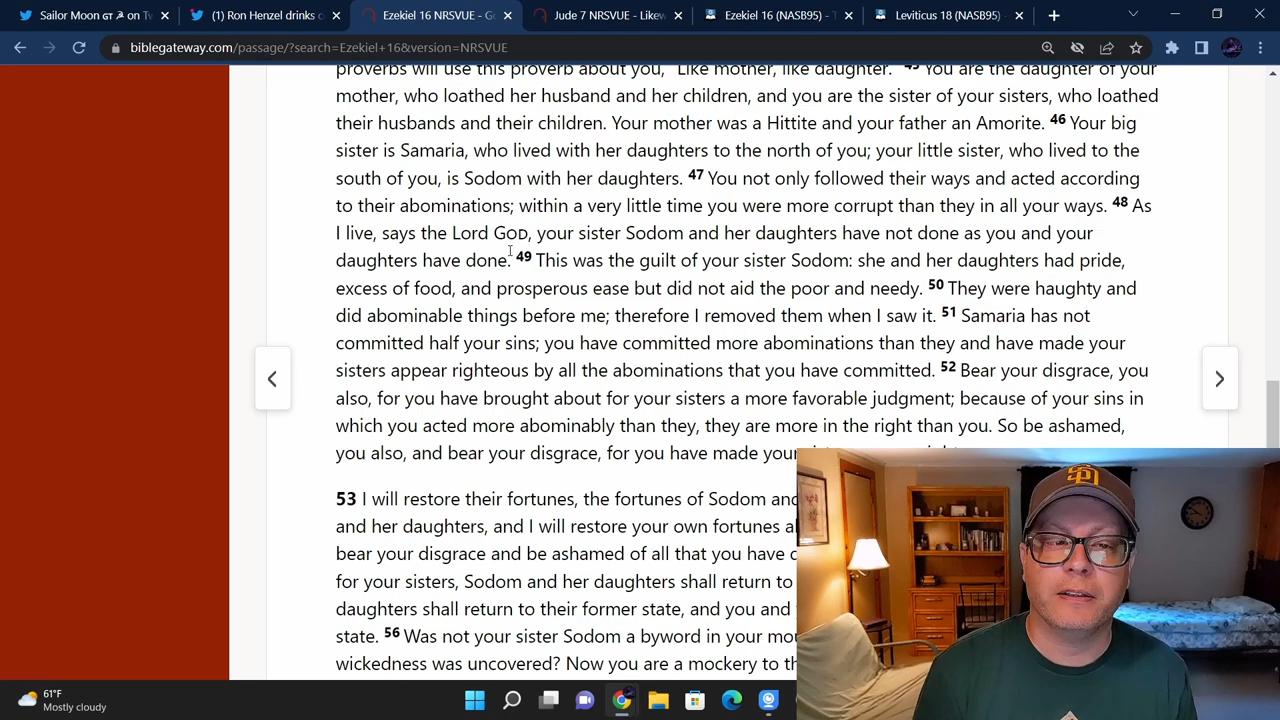 Sailor Moon GT ☭ on Tw
(1) Ron Henzel drinks c
Ezekiel 16 NRSVUE - Go
Jude 7 NRSVUE - Likew
Ezekiel 16 (NASB95) - T
Leviticus 18 (NASB95) -
biblegateway.com/passage/?search=Ezekiel+16&version=NRSVUE
proverbs will use this proverb about you, "Like mother, like daughter." 45 You are the daughter of your
mother, who loathed her husband and her children, and you are the sister of your sisters, who loathed
their husbands and their children. Your mother was a Hittite and your father an Amorite. 46 Your big
sister is Samaria, who lived with her daughters to the north of you; your little sister, who lived to the
south of you, is Sodom with her daughters. 47 You not only followed their ways and acted according
to their abominations; within a very little time you were more corrupt than they in all your ways. 48 As
I live, says the Lord GOD, your sister Sodom and her daughters have not done as you and your
daughters have done. 49 This was the guilt of your sister Sodom: she and her daughters had pride,
excess of food, and prosperous ease but did not aid the poor and needy. 50 They were haughty and
did abominable things before me; therefore I removed them when I saw it. 51 Samaria has not
committed half your sins; you have committed more abominations than they and have made your
sisters appear righteous by all the abominations that you have committed. 52 Bear your disgrace, you
also, for you have brought about for your sisters a more favorable judgment; because of your sins in
which you acted more abominably than they, they are more in the right than you. So be ashamed,
you also, and bear your disgrace, for you have made your
53 I will restore their fortunes, the fortunes of Sodom and
and her daughters, and I will restore your own fortunes al
bear your disgrace and be ashamed of all that you have
for your sisters, Sodom and her daughters shall return to
daughters shall return to their former state, and you and
state. 56 Was not your sister Sodom a byword in your mou
wickedness was uncovered? Now you are a mockery to th
SD
61°F
Mostly cloudy